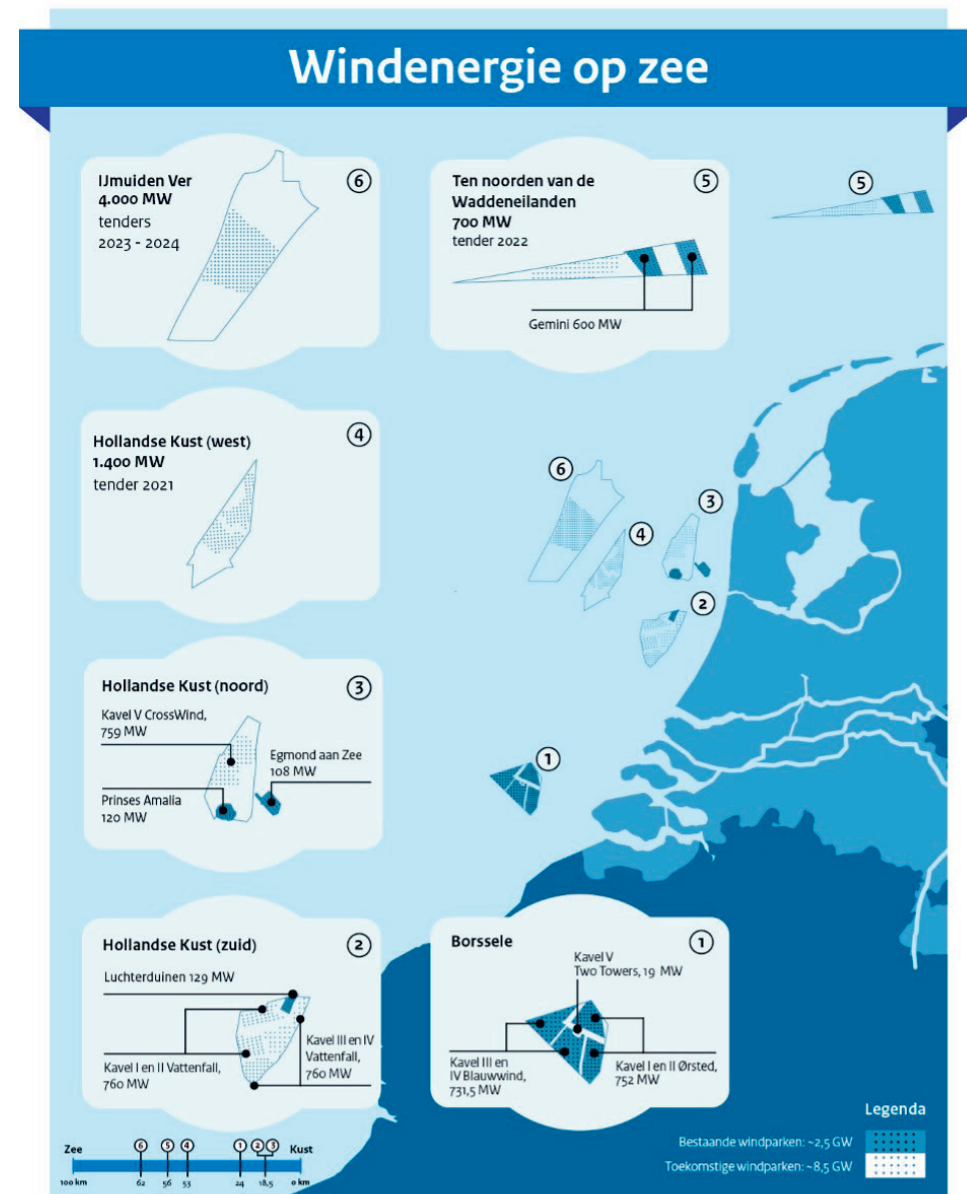 Windenergie op zee
IJmuiden Ver
4.000 MW
tenders
2023 - 2024
6
Ten noorden van de
Waddeneilanden
700 MW
tender 2022
5
Gemini 600 MW
5
Hollandse Kust (west)
1.400 MW
tender 2021
4
6
4
3
2
1
Hollandse Kust (noord)
3
Kavel V CrossWind,
759 MW
Egmond aan Zee
108 MW
Prinses Amalia
120 MW
Hollandse Kust (zuid)
2
Luchterduinen 129 MW
Kavel I en II Vattenfall,
760 MW
Kavel III en IV
Vattenfall,
760 MW
Borssele
1
Kavel V
Two Towers, 19 MW
Kavel III en
IV Blauwwind,
731,5 MW
Kavel I en II Ørsted,
752 MW
Legenda
Bestaande windparken: ~2,5 GW
Toekomstige windparken: ~8,5 GW
Zee 6 5 4 1 2 3 Kust
100 km 62 56 53 24 18,5 0 km